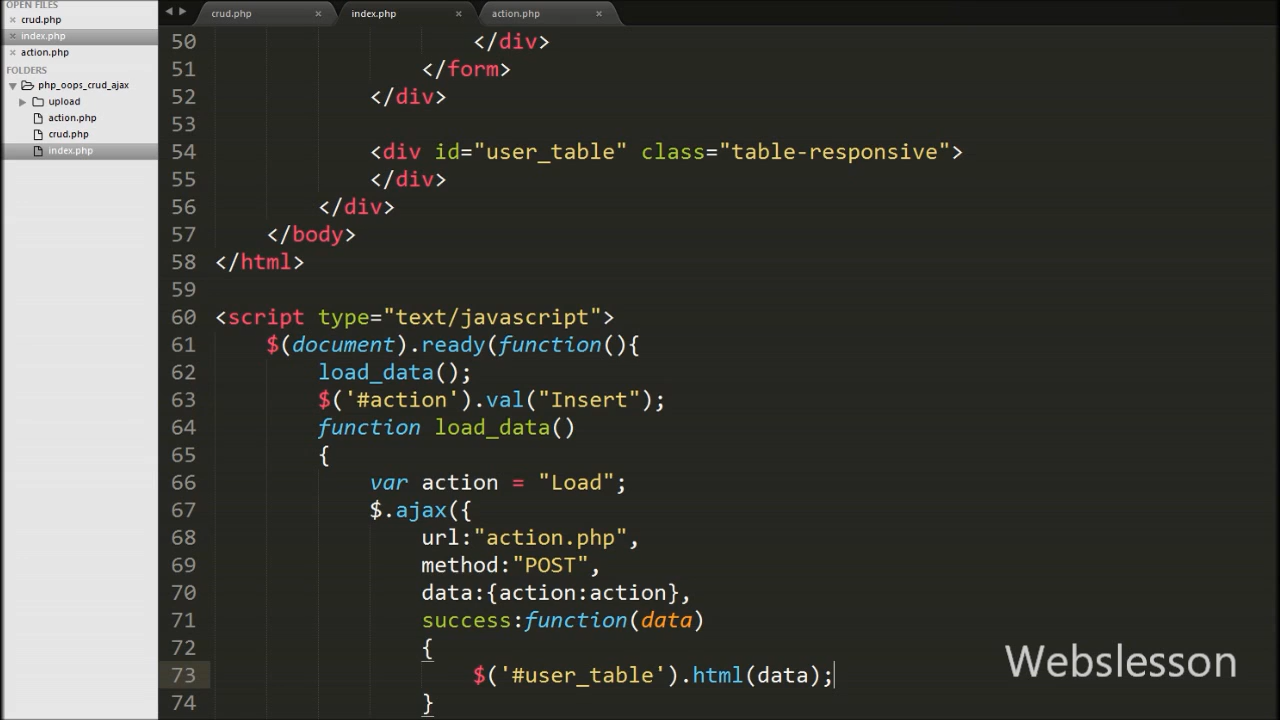 OPEN FILES
crud.php
index.php
action.php
FOLDERS
php_oops_crud_ajax
upload
action.php
crud.php
index.php
crud.php
index.php
action.php
50 </div>
51 </form>
52 </div>
53
54 <div id="user_table" class="table-responsive">
55 </div>
56 </div>
57 </body>
58 </html>
59
60 <script type="text/javascript">
61 $(document).ready(function(){
62 load_data();
63 $('#action').val("Insert");
64 function load_data()
65 {
66 var action = "Load";
67 $.ajax({
68 url:"action.php",
69 method:"POST",
70 data:{action:action},
71 success:function(data)
72 {
73 $('#user_table').html(data);
74 }
Webslesson